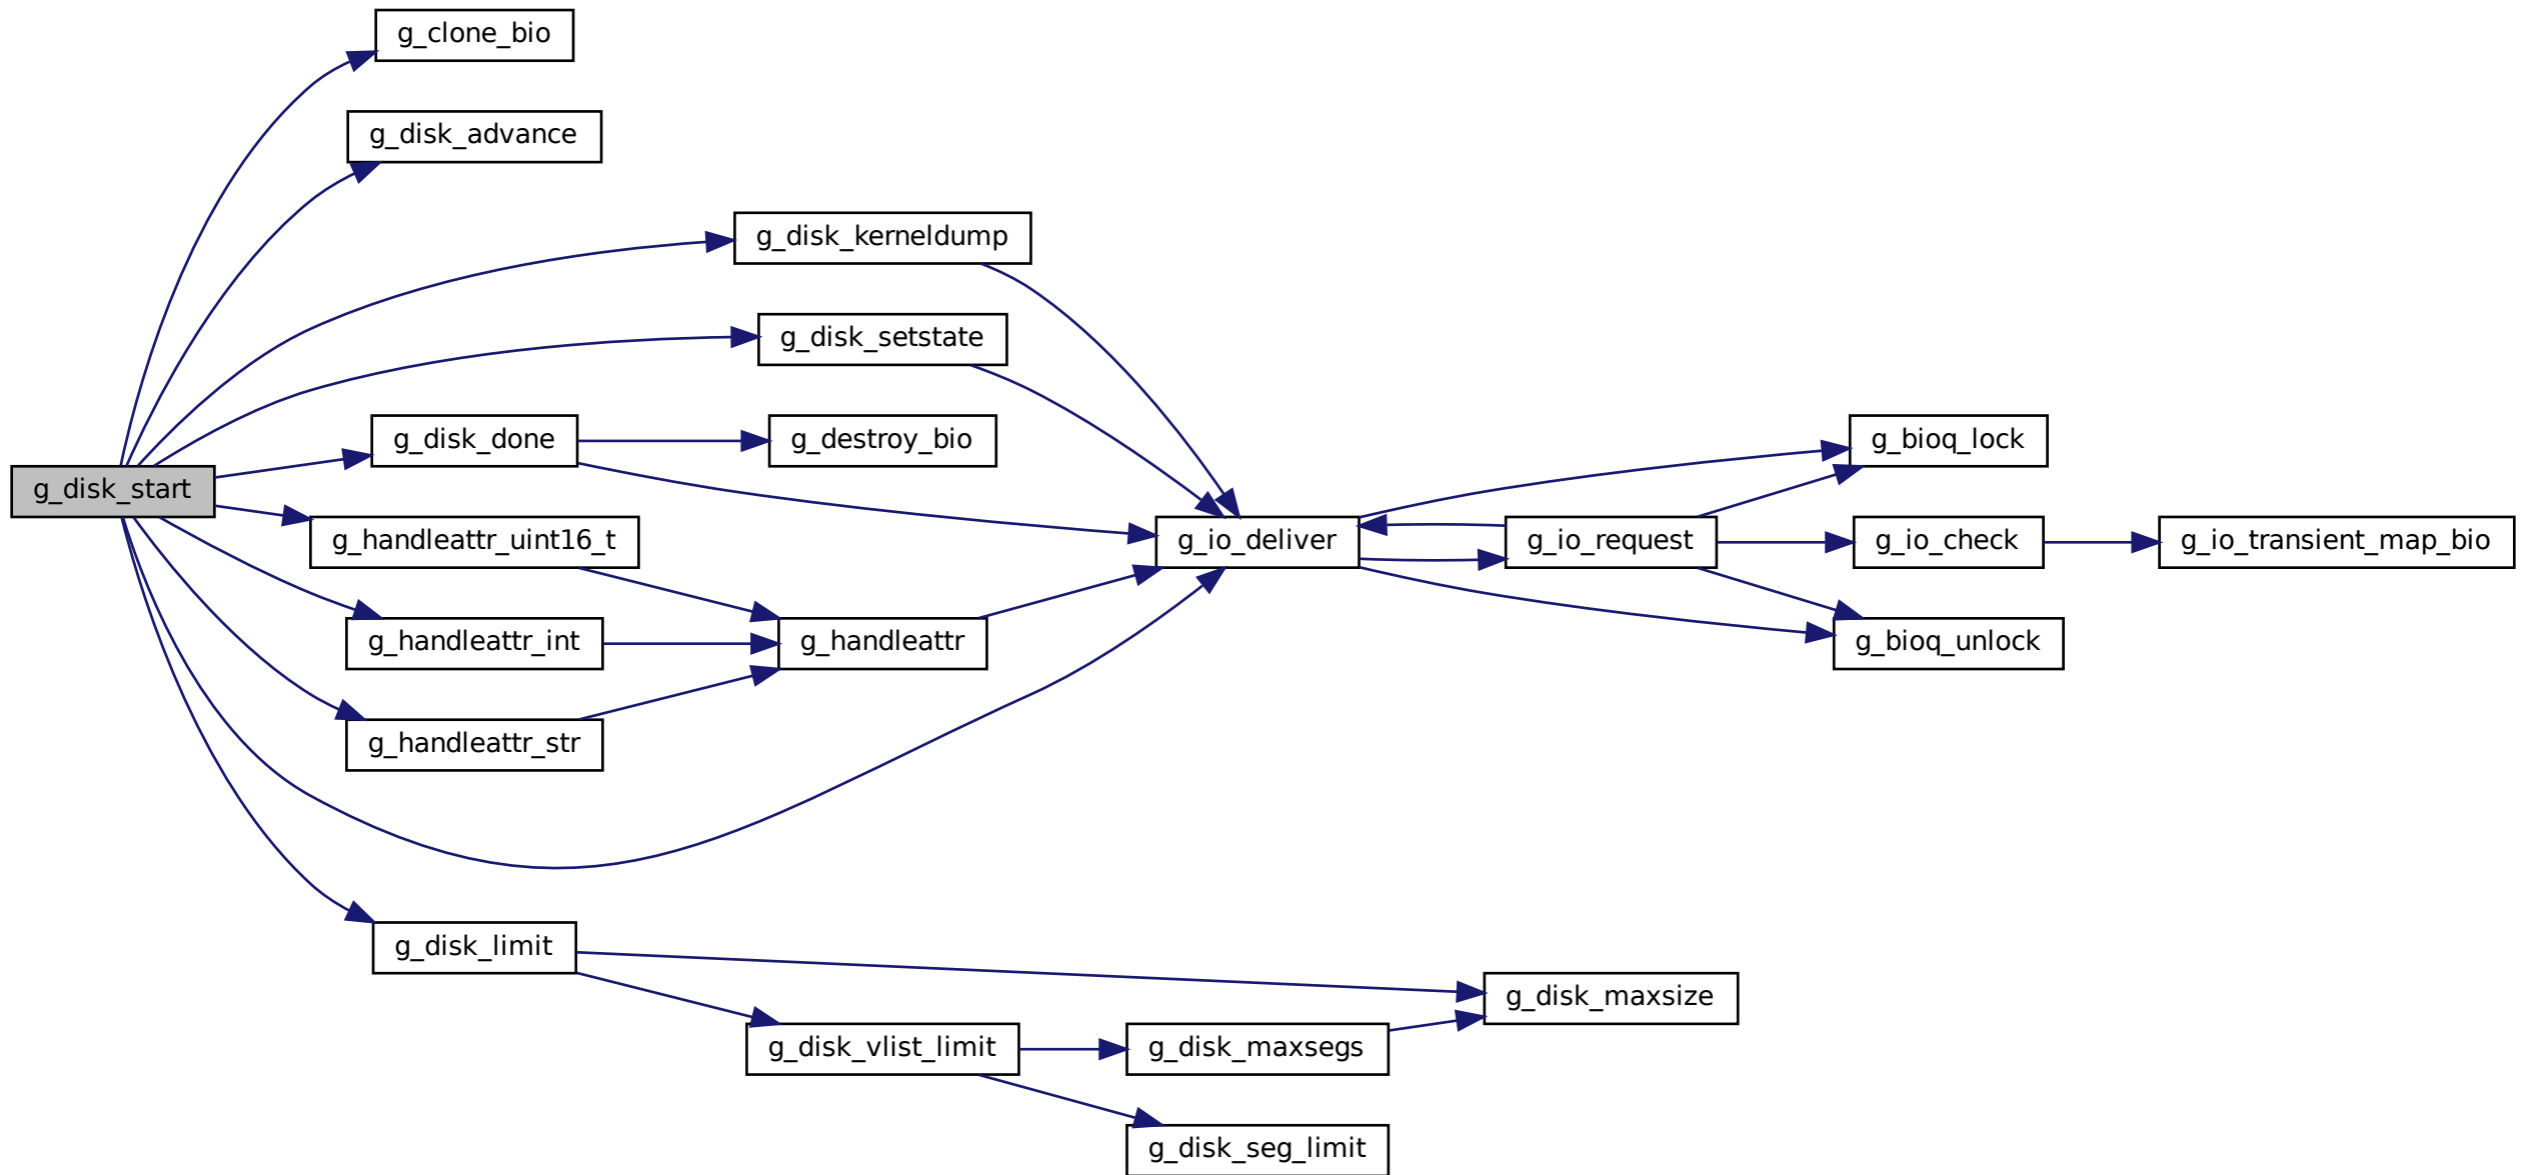 g_clone_bio
g_disk_advance
g_disk_kerneldump
g_disk_setstate
g_disk_done
g_destroy_bio
g_bioq_lock
g_disk_start
g_handleattr_uint16_t
g_io_deliver
g_io_request
g_io_check
g_io_transient_map_bio
g_handleattr_int
g_handleattr
g_bioq_unlock
g_handleattr_str
g_disk_limit
g_disk_maxsize
g_disk_vlist_limit
g_disk_maxsegs
g_disk_seg_limit